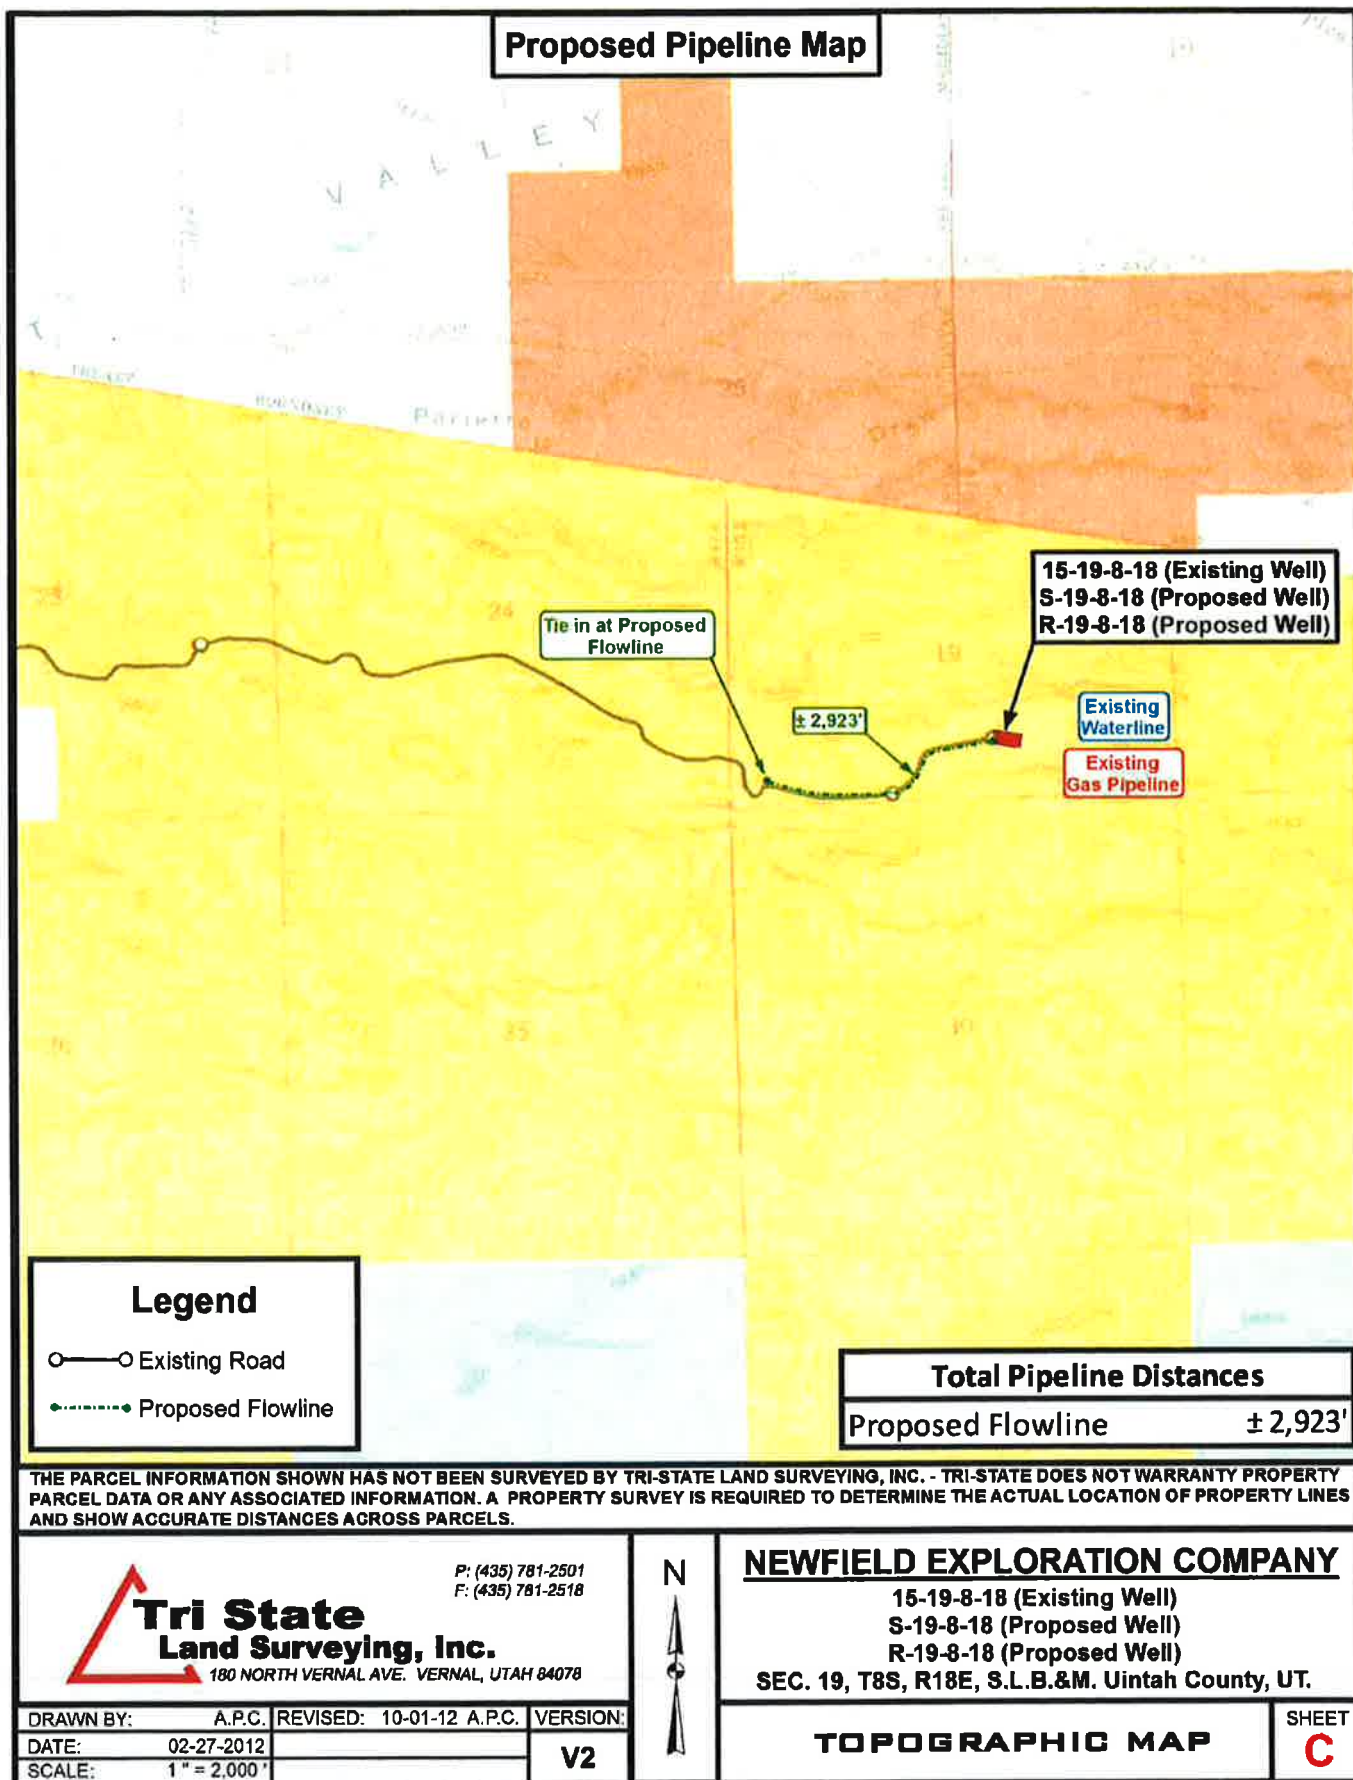 Proposed Pipeline Map
VALLEY
24
19
25
15-19-8-18 (Existing Well)
S-19-8-18 (Proposed Well)
R-19-8-18 (Proposed Well)
Tie in at Proposed
Flowline
± 2,923'
Existing
Waterline
Existing
Gas Pipeline
Legend
Existing Road
Proposed Flowline
Total Pipeline Distances
Proposed Flowline ± 2,923'
THE PARCEL INFORMATION SHOWN HAS NOT BEEN SURVEYED BY TRI-STATE LAND SURVEYING, INC. - TRI-STATE DOES NOT WARRANTY PROPERTY
PARCEL DATA OR ANY ASSOCIATED INFORMATION. A PROPERTY SURVEY IS REQUIRED TO DETERMINE THE ACTUAL LOCATION OF PROPERTY LINES
AND SHOW ACCURATE DISTANCES ACROSS PARCELS.
P: (435) 781-2501
F: (435) 781-2518
Tri State
Land Surveying, Inc.
180 NORTH VERNAL AVE. VERNAL, UTAH 84078
N
NEWFIELD EXPLORATION COMPANY
15-19-8-18 (Existing Well)
S-19-8-18 (Proposed Well)
R-19-8-18 (Proposed Well)
SEC. 19, T8S, R18E, S.L.B.&M. Uintah County, UT.
DRAWN BY: A.P.C. REVISED: 10-01-12 A.P.C. VERSION:
DATE: 02-27-2012
SCALE: 1" = 2,000'
V2
TOPOGRAPHIC MAP
SHEET
C